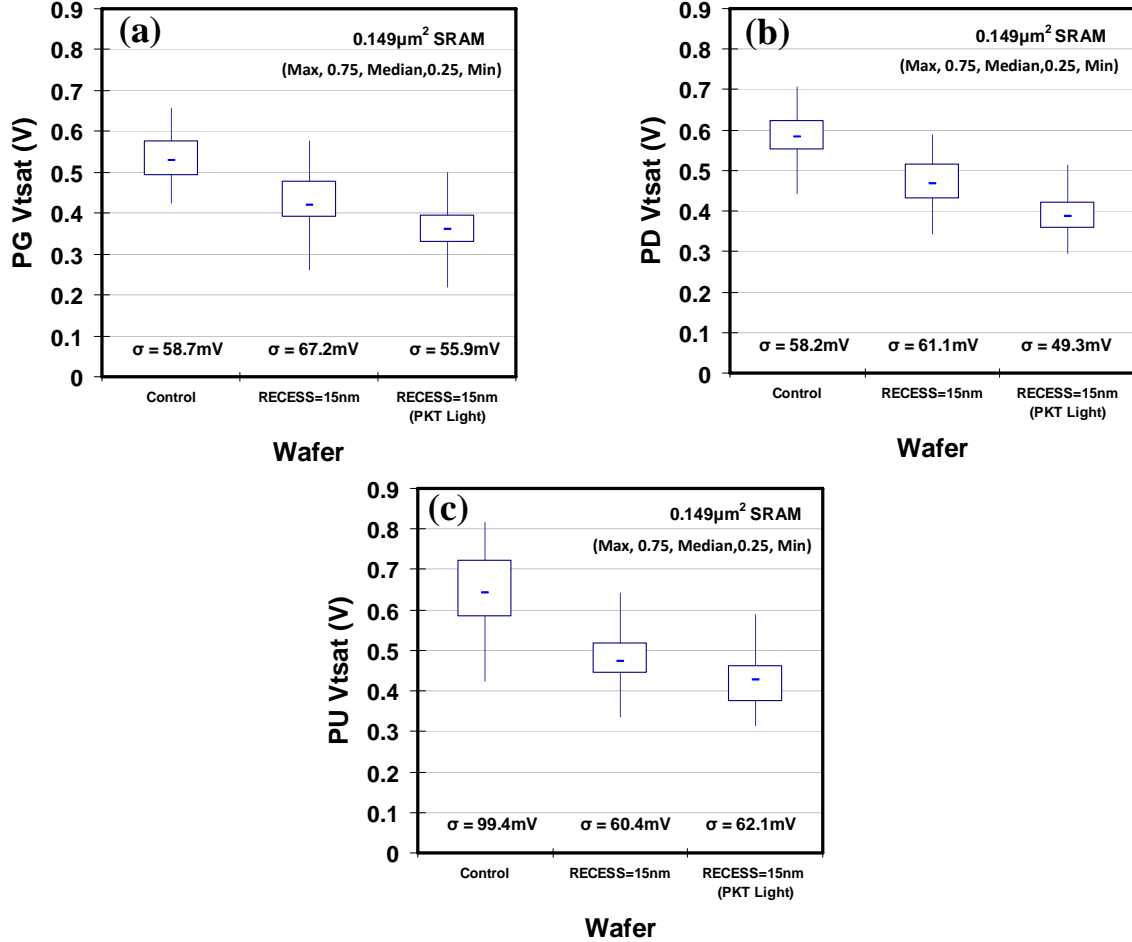 (a)
0.149µm² SRAM
(Max, 0.75, Median,0.25, Min)
PG Vtsat (V)
0.9
0.8
0.7
0.6
0.5
0.4
0.3
0.2
0.1
0
σ = 58.7mV σ = 67.2mV σ = 55.9mV
Control RECESS=15nm RECESS=15nm
(PKT Light)
Wafer
(b)
0.149µm² SRAM
(Max, 0.75, Median,0.25, Min)
PD Vtsat (V)
0.9
0.8
0.7
0.6
0.5
0.4
0.3
0.2
0.1
0
σ = 58.2mV σ = 61.1mV σ = 49.3mV
Control RECESS=15nm RECESS=15nm
(PKT Light)
Wafer
(c)
0.149µm² SRAM
(Max, 0.75, Median,0.25, Min)
PU Vtsat (V)
0.9
0.8
0.7
0.6
0.5
0.4
0.3
0.2
0.1
0
σ = 99.4mV σ = 60.4mV σ = 62.1mV
Control RECESS=15nm RECESS=15nm
(PKT Light)
Wafer